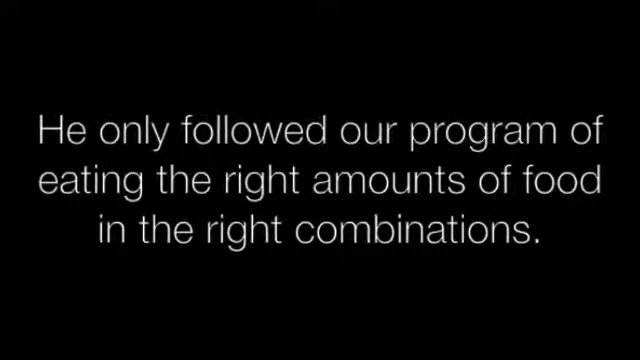 He only followed our program of
eating the right amounts of food
in the right combinations.